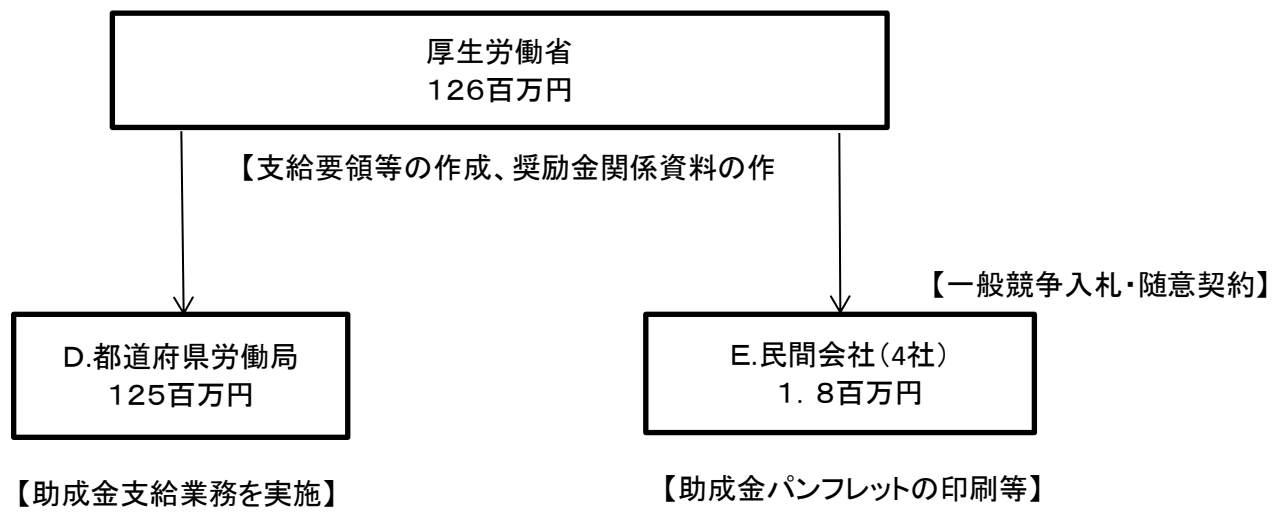 厚生労働省
１２６百万円
【支給要領等の作成、奨励金関係資料の作
【一般競争入札・随意契約】
D.都道府県労働局
１２５百万円
E.民間会社（4社）
１．８百万円
【助成金支給業務を実施】
【助成金パンフレットの印刷等】